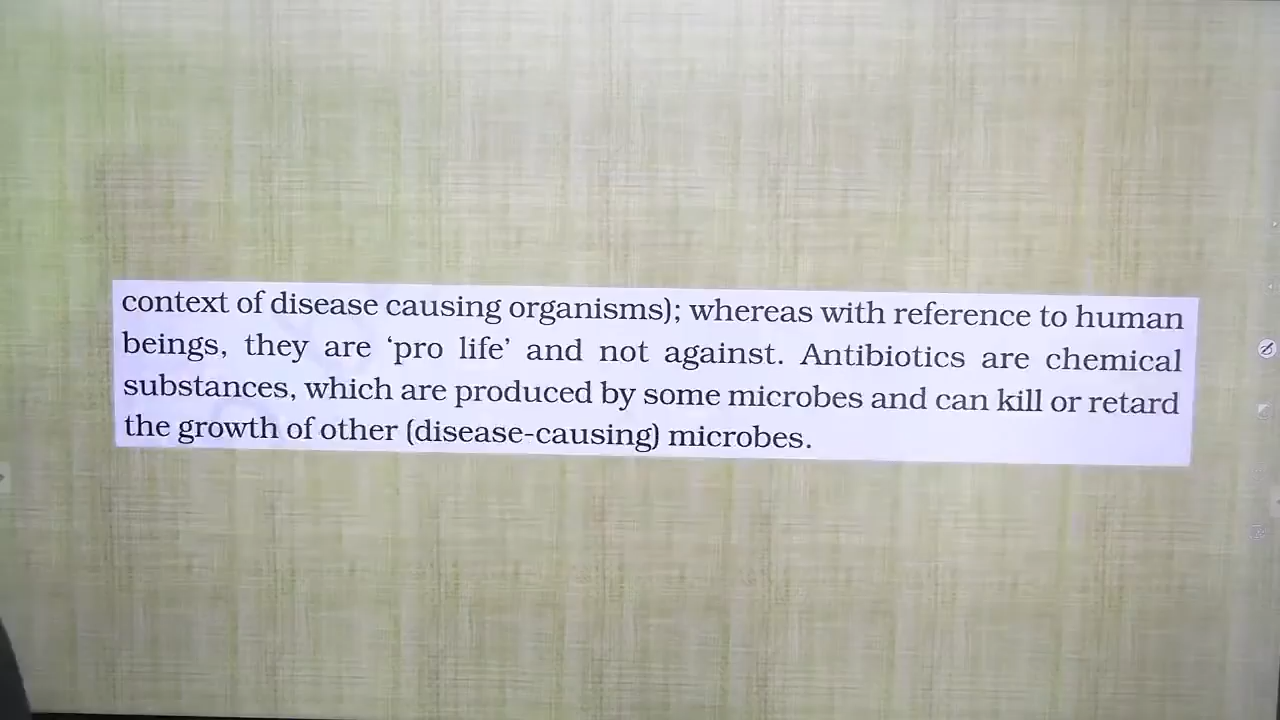 context of disease causing organisms); whereas with reference to human
beings, they are ‘pro life’ and not against. Antibiotics are chemical
substances, which are produced by some microbes and can kill or retard
the growth of other (disease-causing) microbes.